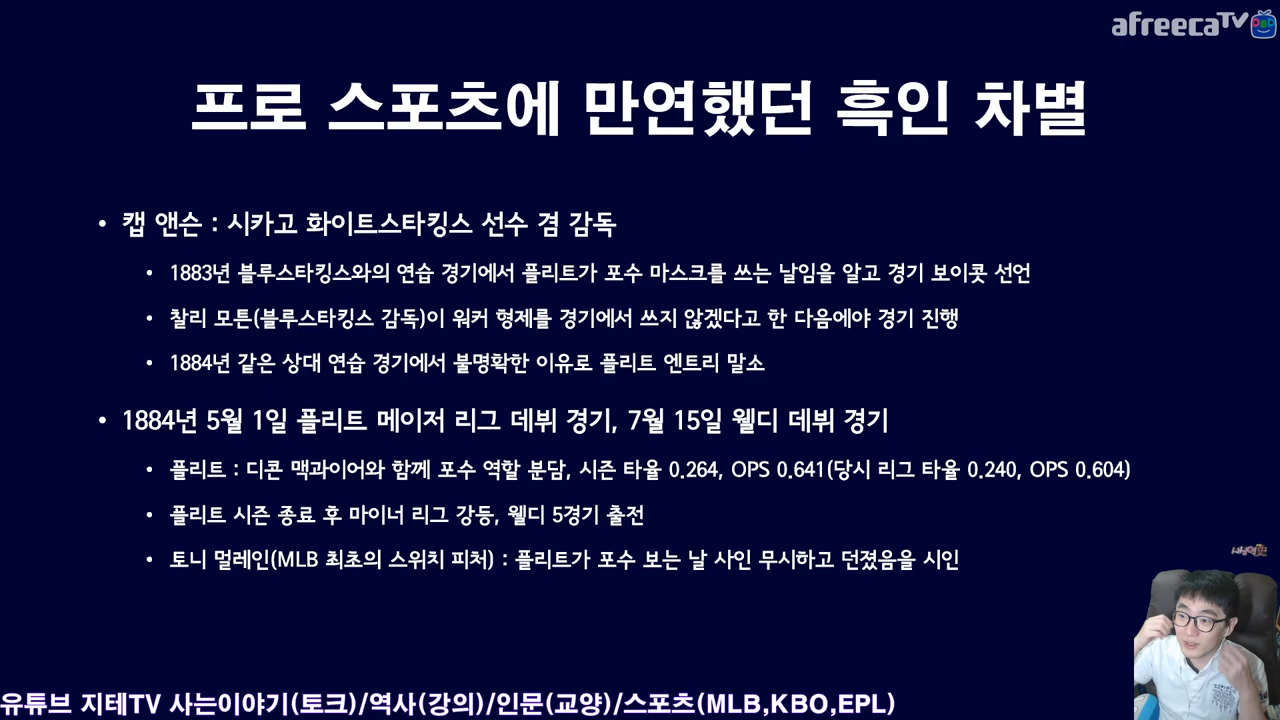 afreecaTV
프로 스포츠에 만연했던 흑인 차별
• 캡 앤슨 : 시카고 화이트스타킹스 선수 겸 감독
• 1883년 블루스타킹스와의 연습 경기에서 플리트가 포수 마스크를 쓰는 날임을 알고 경기 보이콧 선언
• 찰리 모튼(블루스타킹스 감독)이 워커 형제를 경기에서 쓰지 않겠다고 한 다음에야 경기 진행
• 1884년 같은 상대 연습 경기에서 불명확한 이유로 플리트 엔트리 말소
• 1884년 5월 1일 플리트 메이저 리그 데뷔 경기, 7월 15일 웰디 데뷔 경기
• 플리트 : 디콘 맥과이어와 함께 포수 역할 분담, 시즌 타율 0.264, OPS 0.641(당시 리그 타율 0.240, OPS 0.604)
• 플리트 시즌 종료 후 마이너 리그 강등, 웰디 5경기 출전
• 토니 멀레인(MLB 최초의 스위치 피처) : 플리트가 포수 보는 날 사인 무시하고 던졌음을 시인
유튜브 지테TV 사는이야기(토크)/역사(강의)/인문(교양)/스포츠(MLB,KBO,EPL)